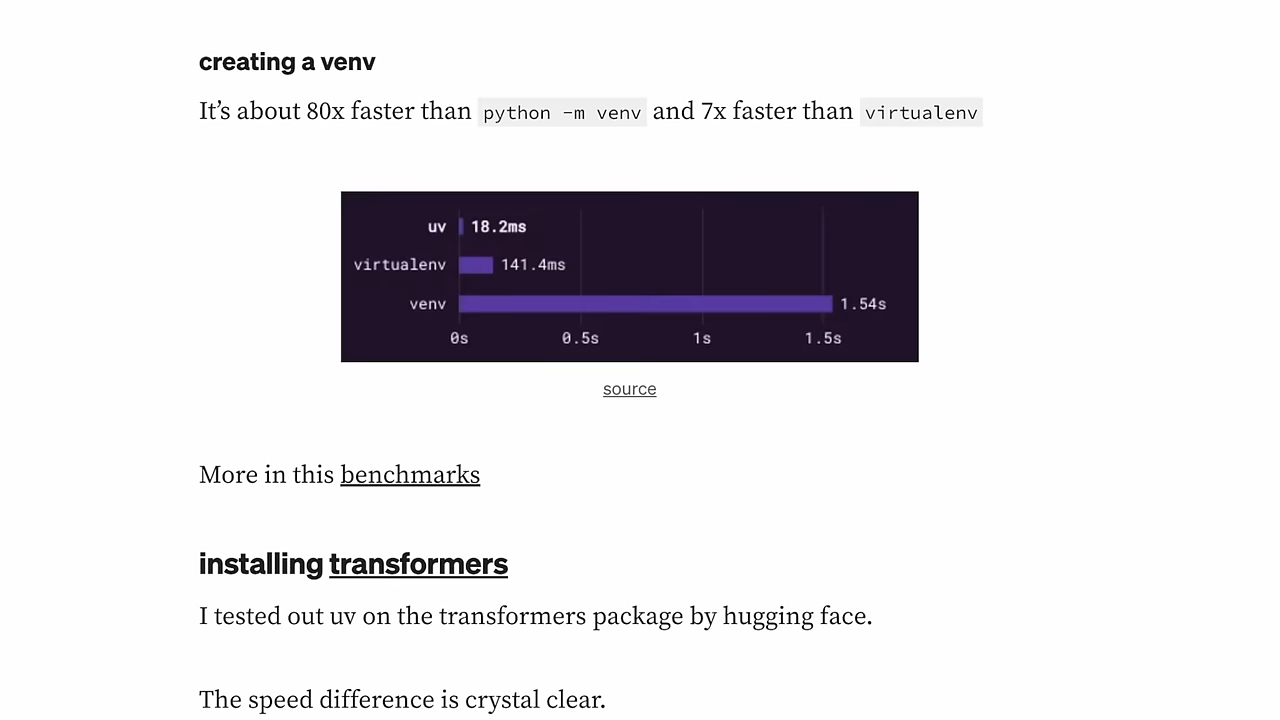 creating a venv
It’s about 80x faster than python -m venv and 7x faster than virtualenv
uv 18.2ms
virtualenv 141.4ms
venv 1.54s
0s 0.5s 1s 1.5s
source
More in this benchmarks
installing transformers
I tested out uv on the transformers package by hugging face.
The speed difference is crystal clear.